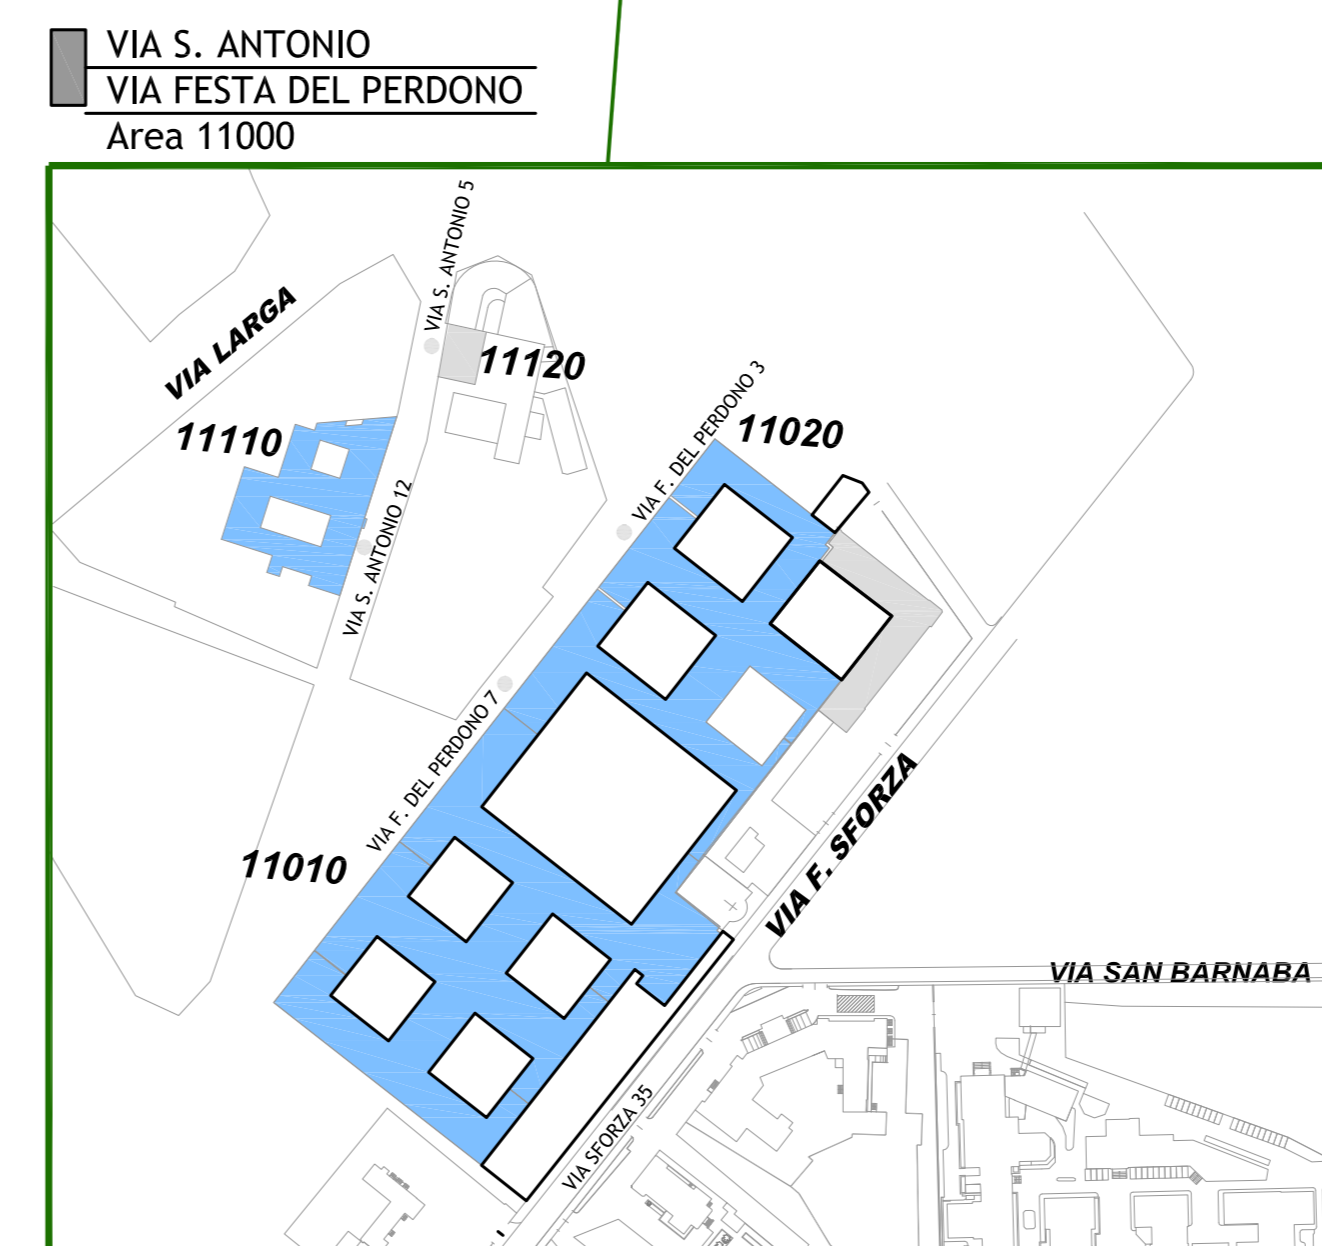 VIA S. ANTONIO
VIA FESTA DEL PERDONO
Area 11000
VIA S. ANTONIO 5
VIA LARGA
11120
VIA F. DEL PERDONO 3
11020
11110
VIA S. ANTONIO 12
VIA F. DEL PERDONO 7
11010
VIA F. SFORZA
VIA SAN BARNABA
VIA SFORZA 35